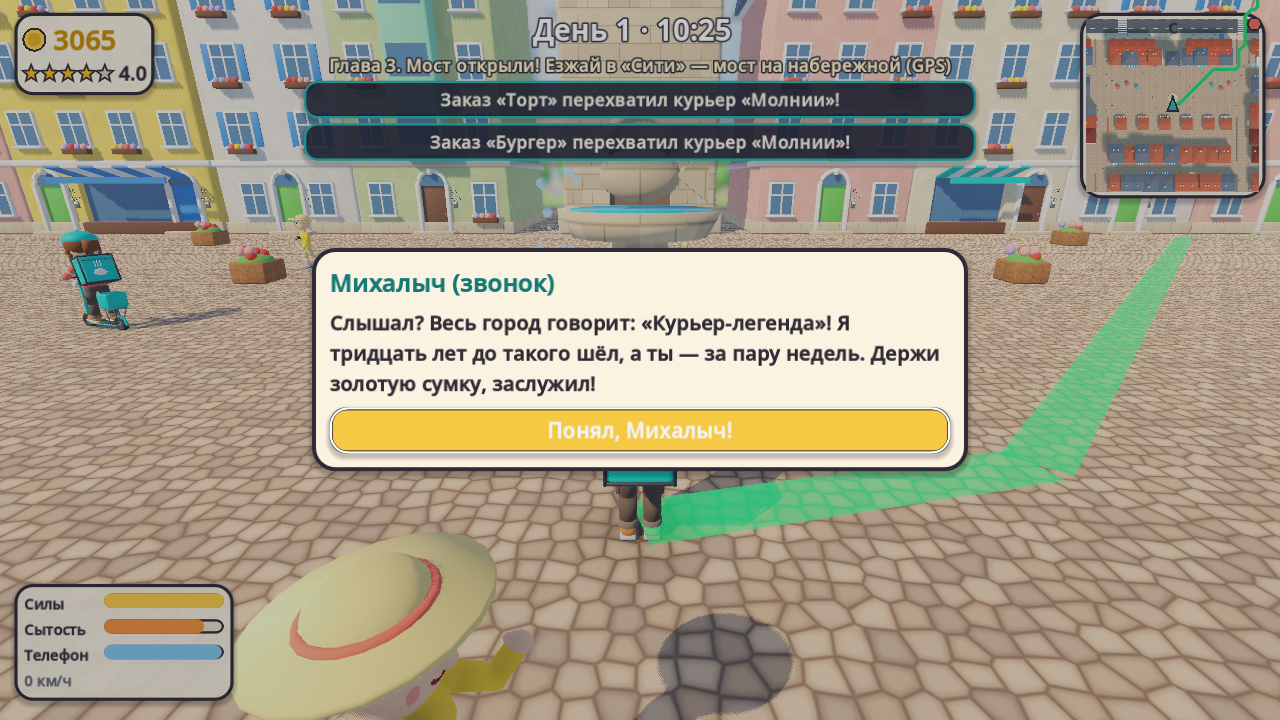 3065
4.0
День 1 · 10:25
Глава 3. Мост открыли! Езжай в «Сити» — мост на набережной (GPS)
Заказ «Торт» перехватил курьер «Молнии»!
Заказ «Бургер» перехватил курьер «Молнии»!
С
Михалыч (звонок)
Слышал? Весь город говорит: «Курьер-легенда»! Я
тридцать лет до такого шёл, а ты — за пару недель. Держи
золотую сумку, заслужил!
Понял, Михалыч!
Силы
Сытость
Телефон
0 км/ч